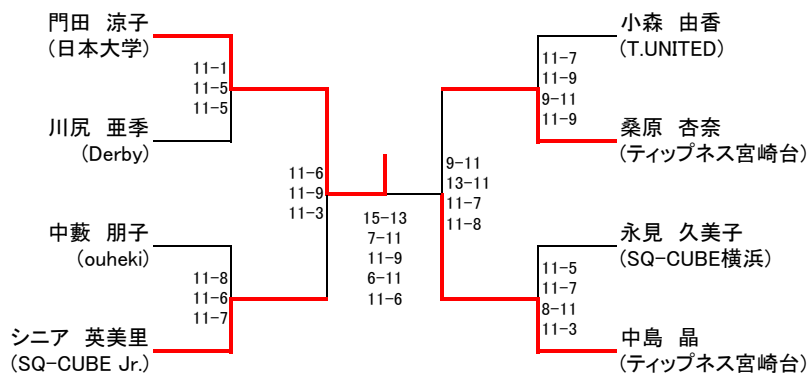 門田 涼子
(日本大学)
11-1
11-5
11-5
川尻 亜季
(Derby)
11-6
11-9
11-3
中藪 朋子
(ouheki)
11-8
11-6
11-7
シニア 英美里
(SQ-CUBE Jr.)
15-13
7-11
11-9
6-11
11-6
小森 由香
(T.UNITED)
11-7
11-9
9-11
11-9
桑原 杏奈
(ティップネス宮崎台)
9-11
13-11
11-7
11-8
永見 久美子
(SQ-CUBE横浜)
11-5
11-7
8-11
11-3
中島 晶
(ティップネス宮崎台)